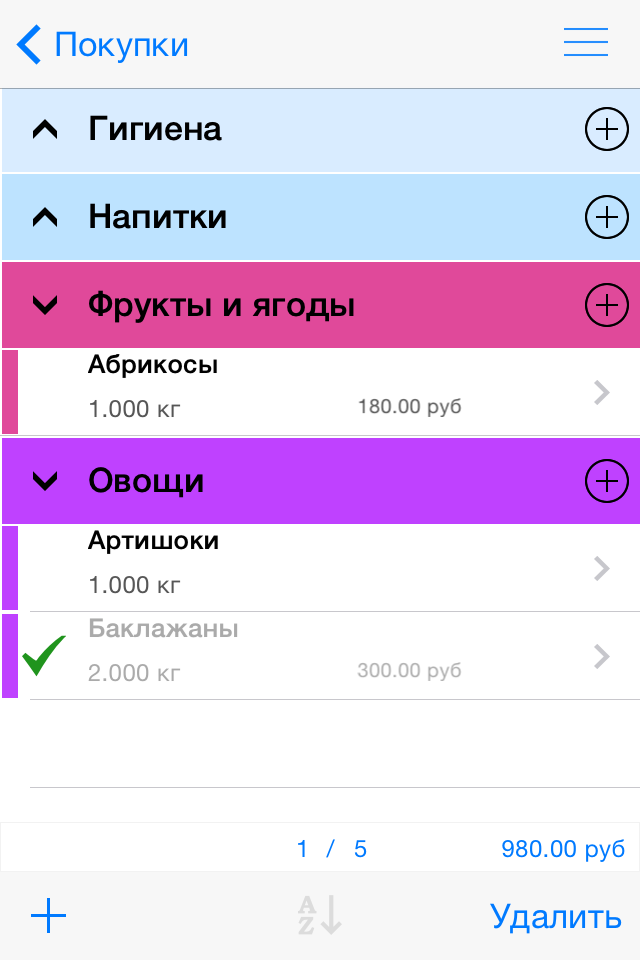 Покупки
Гигиена
Напитки
Фрукты и ягоды
Абрикосы
1.000 кг 180.00 руб
Овощи
Артишоки
1.000 кг
Баклажаны
2.000 кг 300.00 руб
1 / 5 980.00 руб
A
Z
Удалить